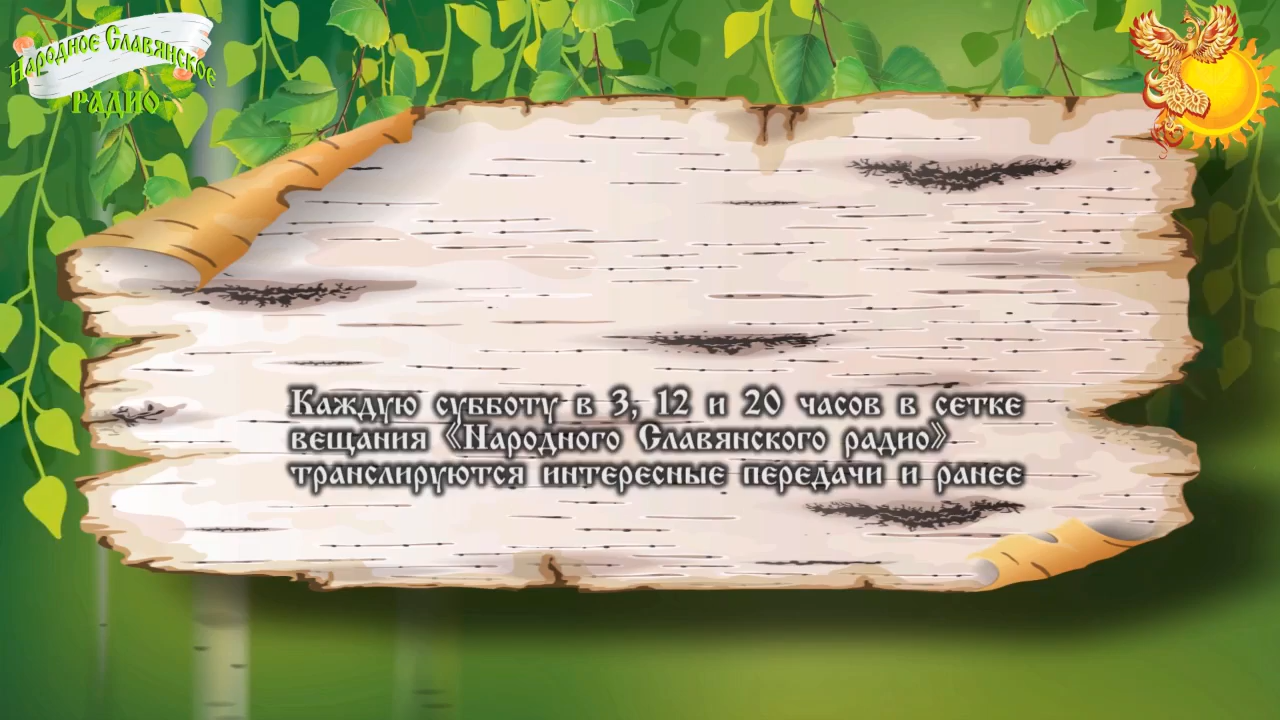 Народное Славянское
РАДИО
Каждую субботу в 3, 12 и 20 часов в сетке
вещания «Народного Славянского радио»
транслируются интересные передачи и ранее